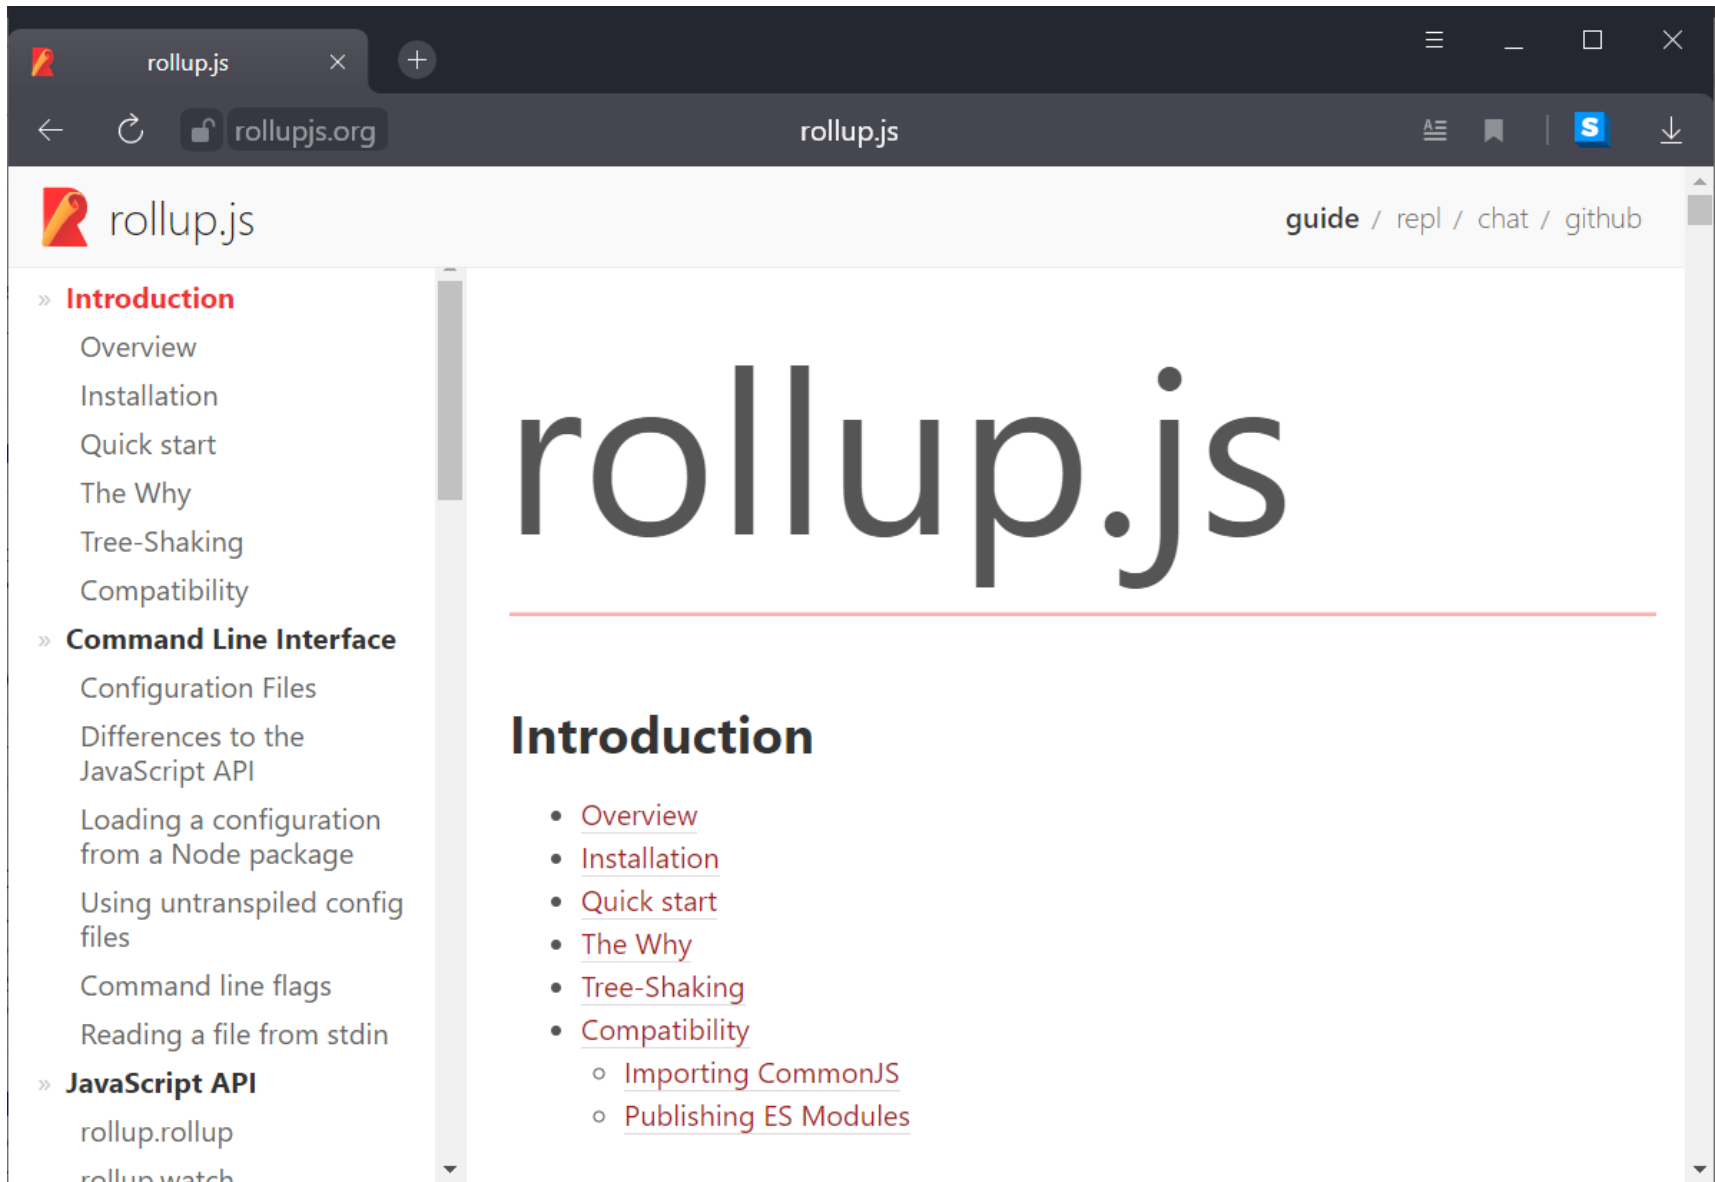 rollup.js
rollupjs.org
rollup.js
rollup.js
guide / repl / chat / github
» Introduction
Overview
Installation
Quick start
The Why
Tree-Shaking
Compatibility
» Command Line Interface
Configuration Files
Differences to the
JavaScript API
Loading a configuration
from a Node package
Using untranspiled config
files
Command line flags
Reading a file from stdin
» JavaScript API
rollup.rollup
rollup.watch
rollup.js
Introduction
• Overview
• Installation
• Quick start
• The Why
• Tree-Shaking
• Compatibility
◦ Importing CommonJS
◦ Publishing ES Modules